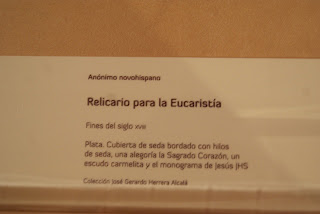 Anónimo novohispano
Relicario para la Eucaristía
Fines del siglo XVIII
Plata. Cubierta de seda bordado con hilos
de seda, una alegoría la Sagrado Corazón, un
escudo carmelita y el monograma de Jesús (HS
Colección José Gerardo Herrera Alcalá